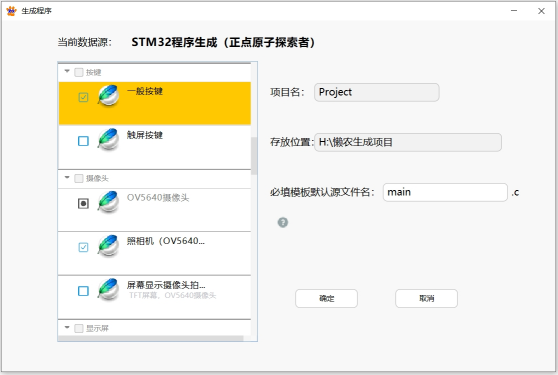 生成程序
当前数据源： STM32程序生成（正点原子探索者）
按键
一般按键
触屏按键
摄像头
OV5640摄像头
照相机（OV5640...
屏幕显示摄像头拍...
TFT屏幕、OV5640摄像头
显示屏
项目名： Project
存放位置： H:\懒农生成项目
必填模板默认源文件名： main .c
?
确定 取消